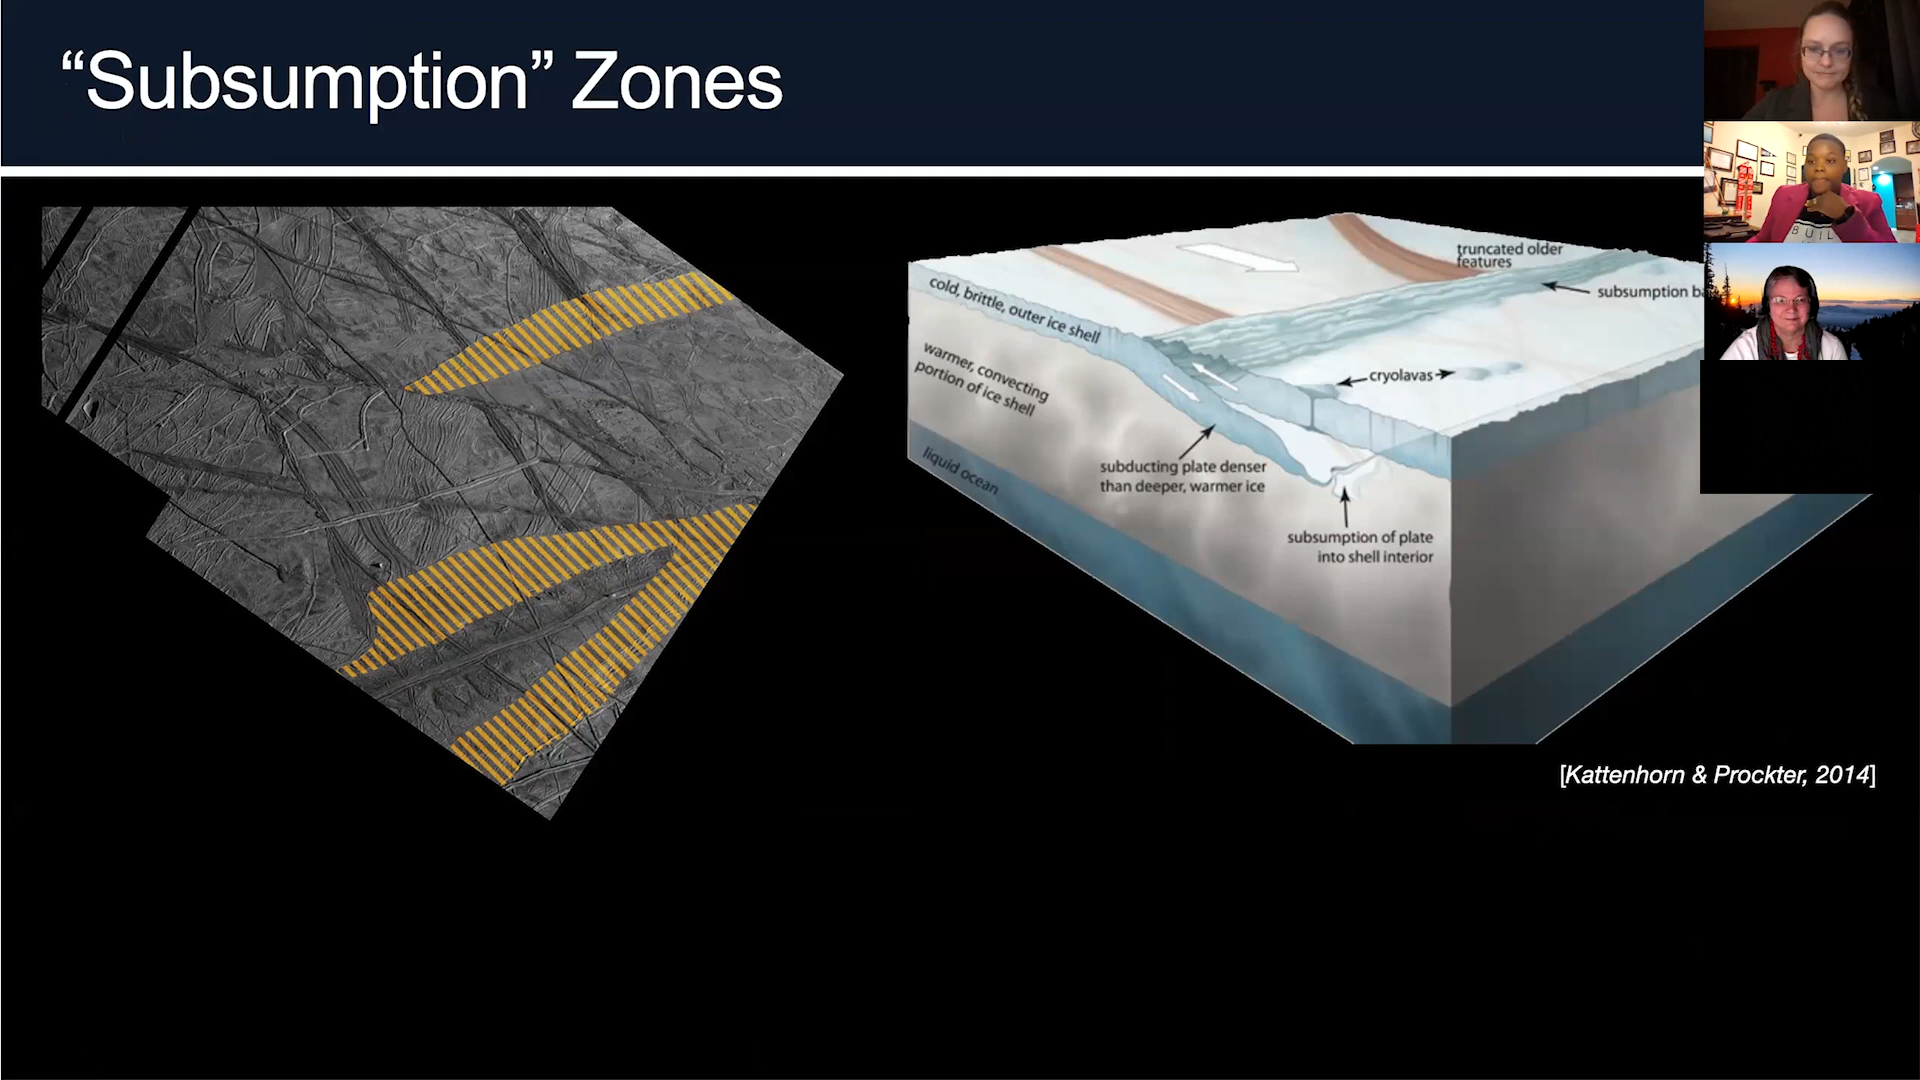 “Subsumption” Zones
truncated older
features
subsumption
cold, brittle, outer ice shell
warmer, convecting
portion of ice shell
cryolavas
liquid ocean
subducting plate denser
than deeper, warmer ice
subsumption of plate
into shell interior
[Kattenhorn & Prockter, 2014]
BUIL